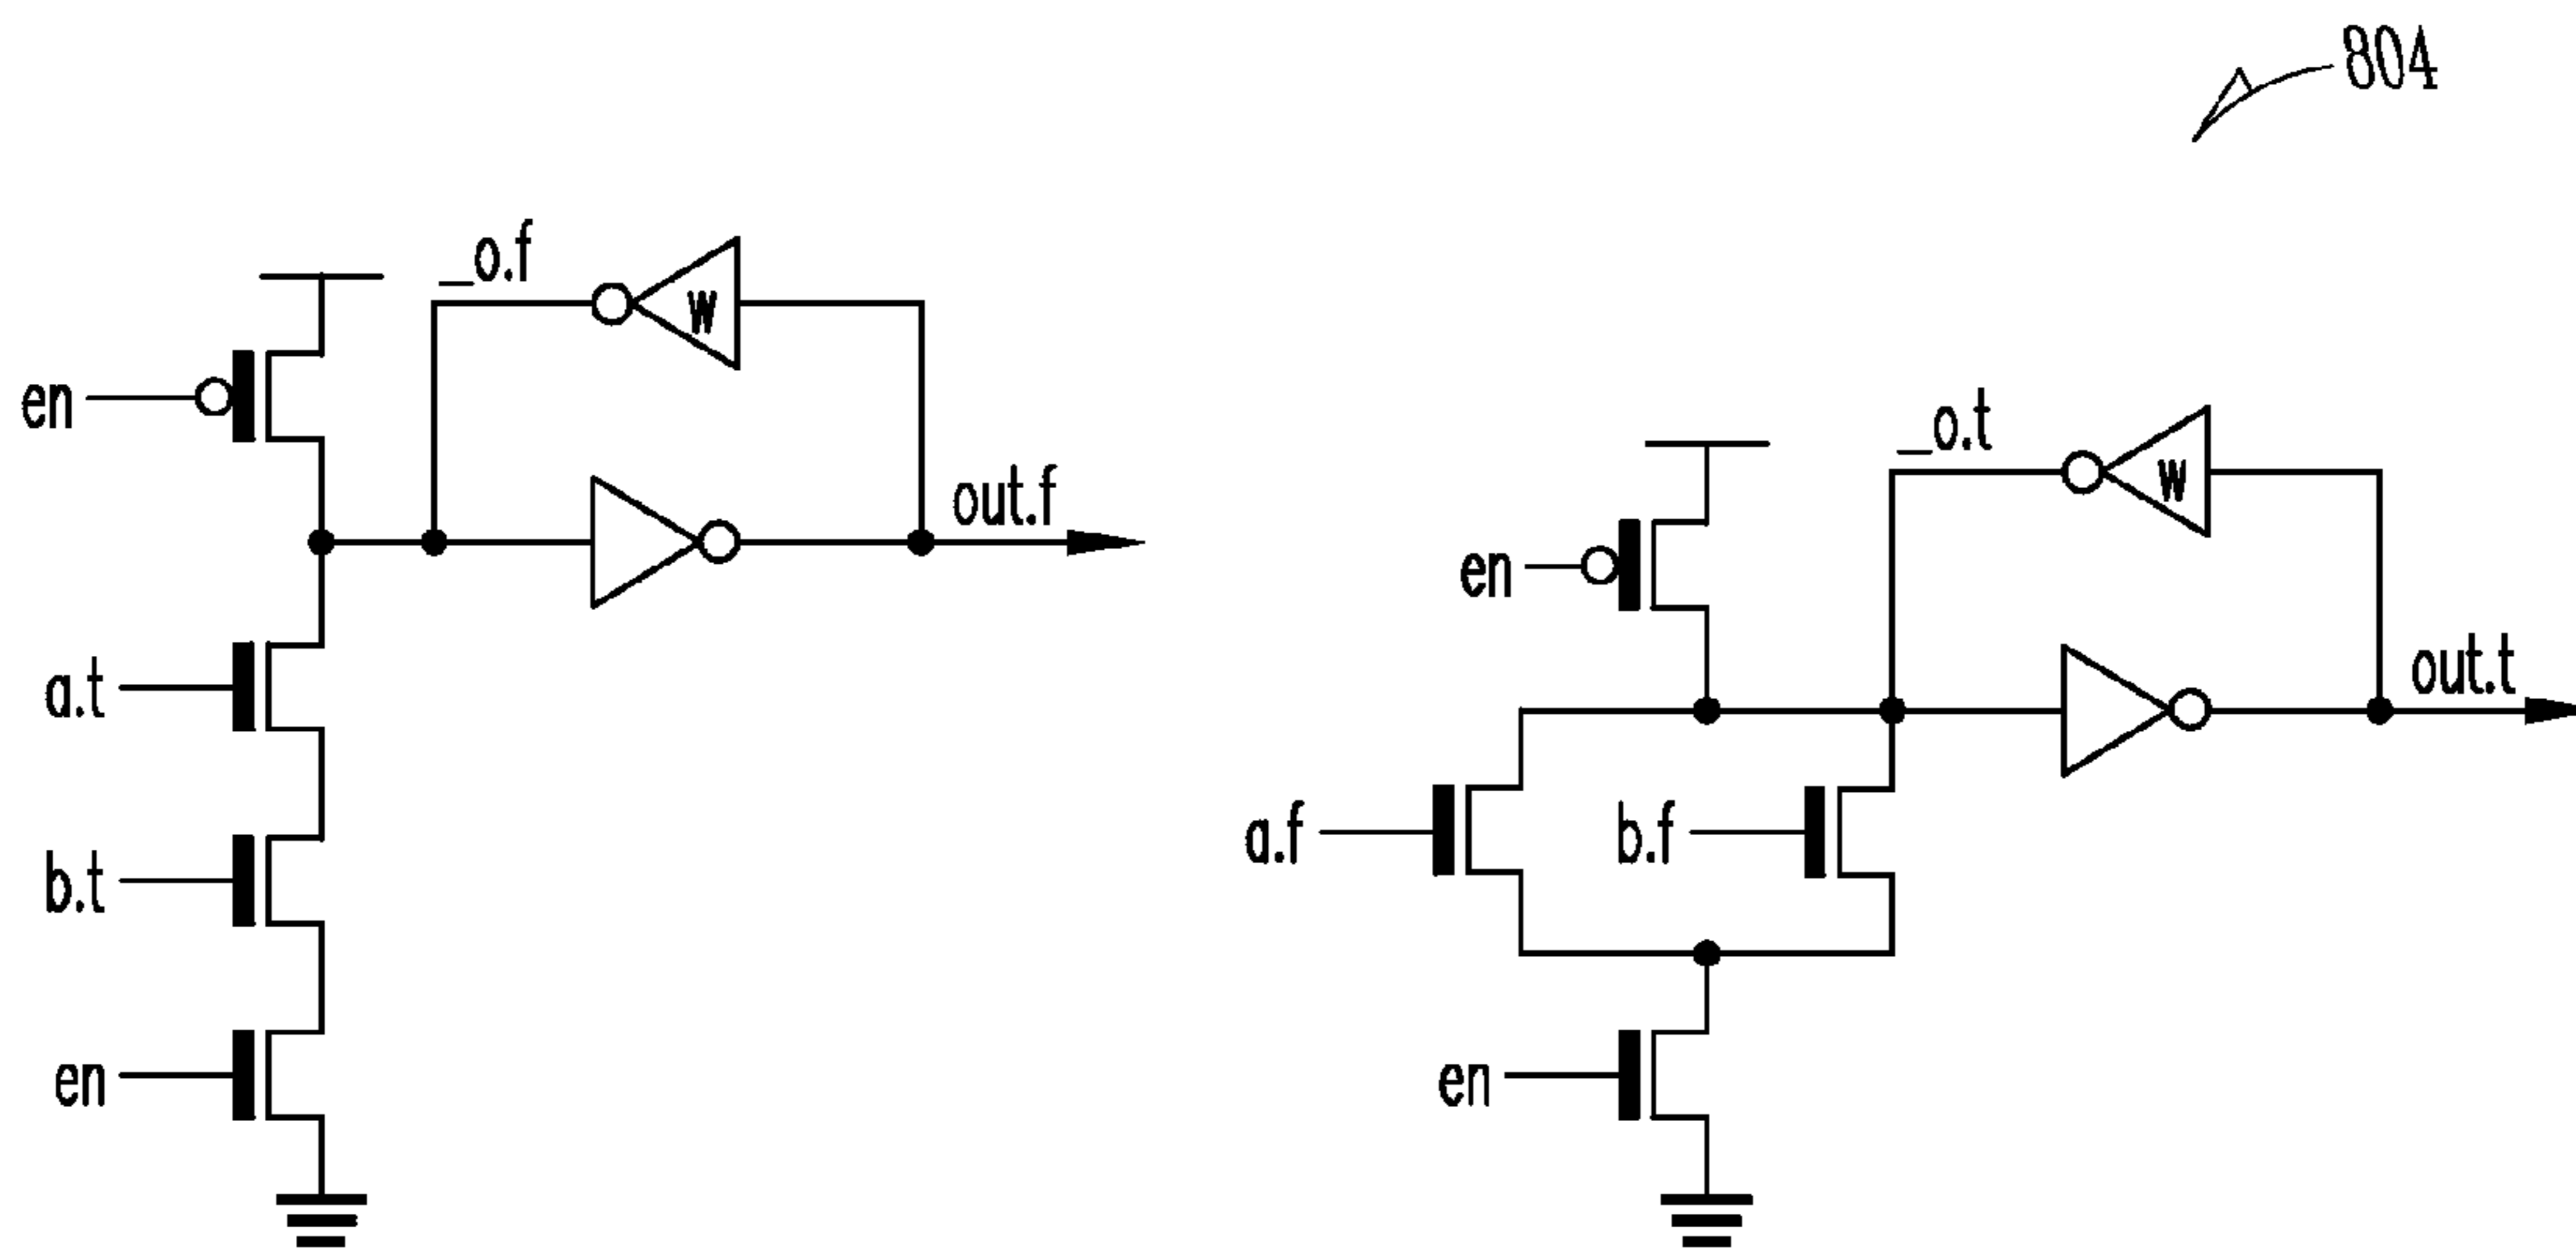 804
_o.f
W
en
out.f
a.t
b.t
en
_o.t
W
en
out.t
a.f
b.f
en